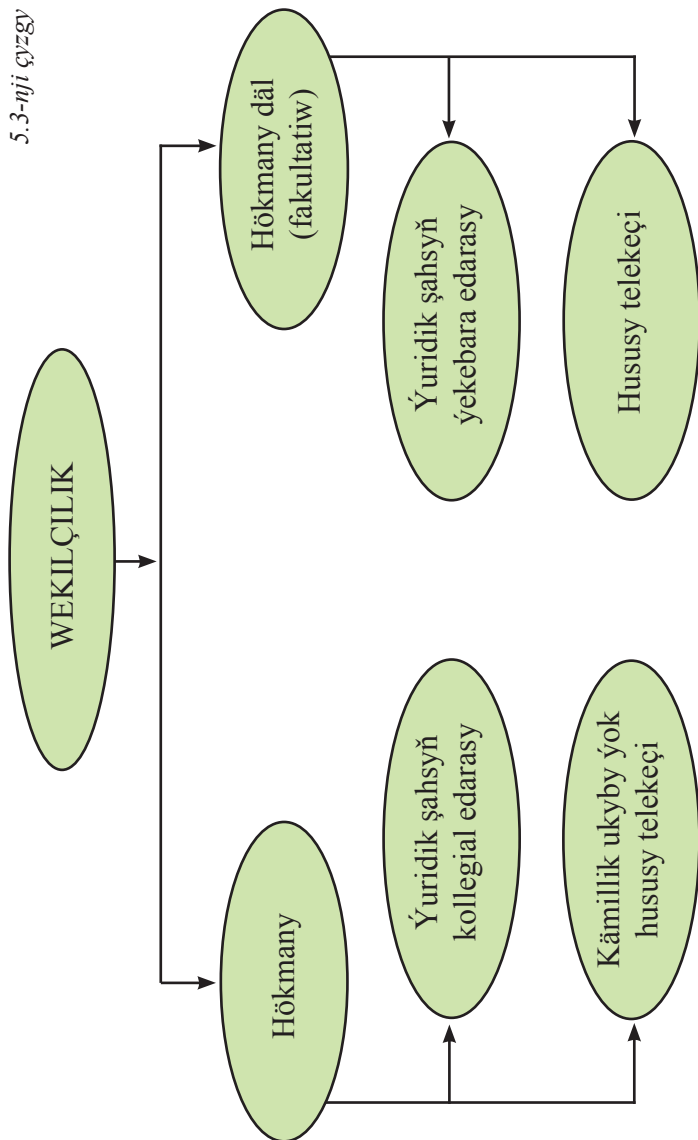 5.3-nji çyzgy
WEKILÇILIK
Hökmany
Hökmany däl
(fakultatiw)
Ýuridik şahsyň
kollegial edarasy
Ýuridik şahsyň
ýekebara edarasy
Kämillik ukyby ýok
hususy telekeçi
Hususy telekeçi